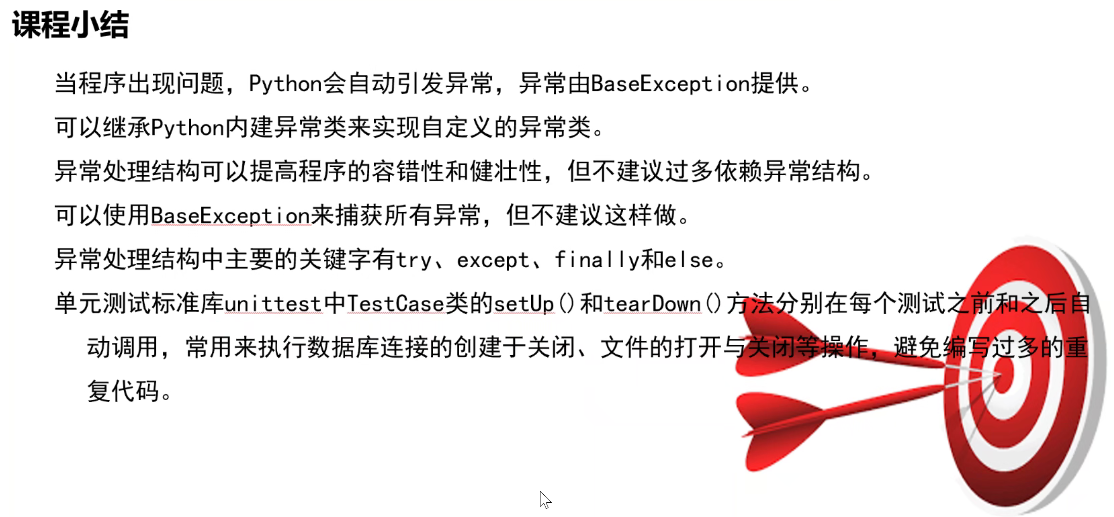 课程小结
当程序出现问题，Python会自动引发异常，异常由BaseException提供。
可以继承Python内建异常类来实现自定义的异常类。
异常处理结构可以提高程序的容错性和健壮性，但不建议过多依赖异常结构。
可以使用BaseException来捕获所有异常，但不建议这样做。
异常处理结构中主要的关键字有try、except、finally和else。
单元测试标准库unittest中TestCase类的setUp()和tearDown()方法分别在每个测试之前和之后自
动调用，常用来执行数据库连接的创建于关闭、文件的打开与关闭等操作，避免编写过多的重
复代码。